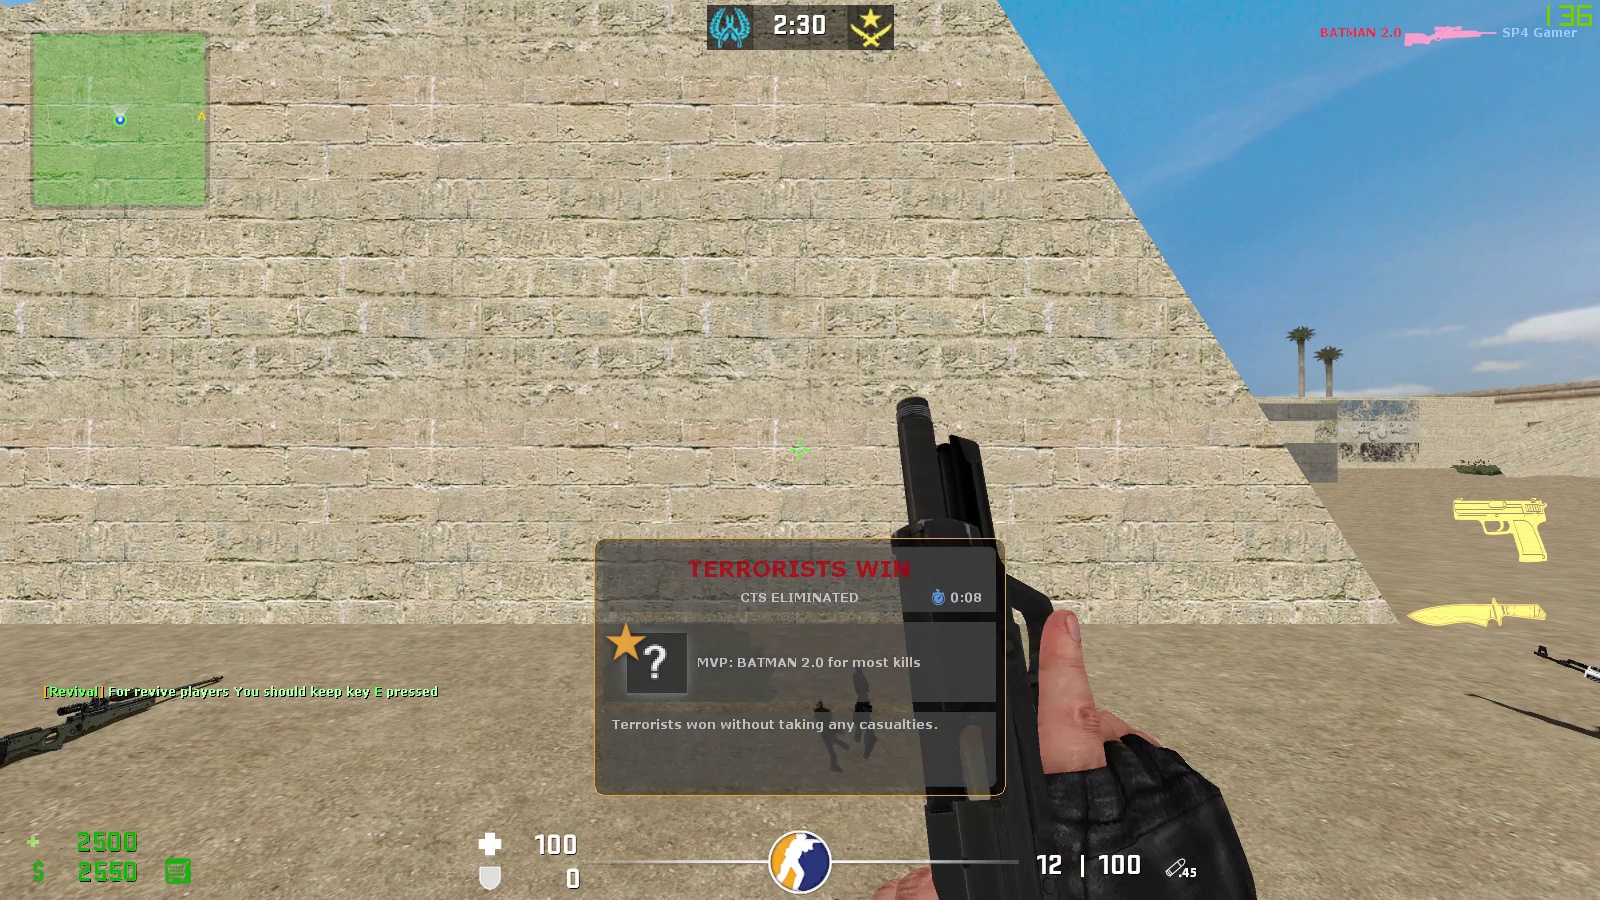 2:30
136
BATMAN 2.0 SP4 Gamer
A
TERRORISTS WIN
CTS ELIMINATED 0:08
?
MVP: BATMAN 2.0 for most kills
[Revival] For revive players You should keep key E pressed
Terrorists won without taking any casualties.
+ 2500
$ 2550
100
0
12 | 100 .45